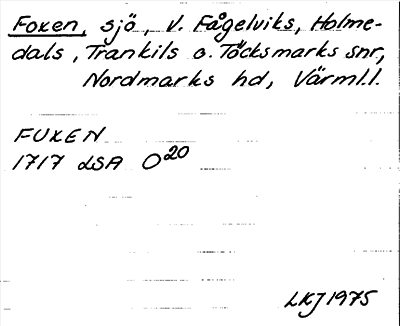 Foxen, sjö, V. Fågelviks, Holme-
dals, Trankils o. Töcksmarks snr,
Nordmarks hd, Värml.l.
FUXEN
1717 LSA O20
LKJ 1975